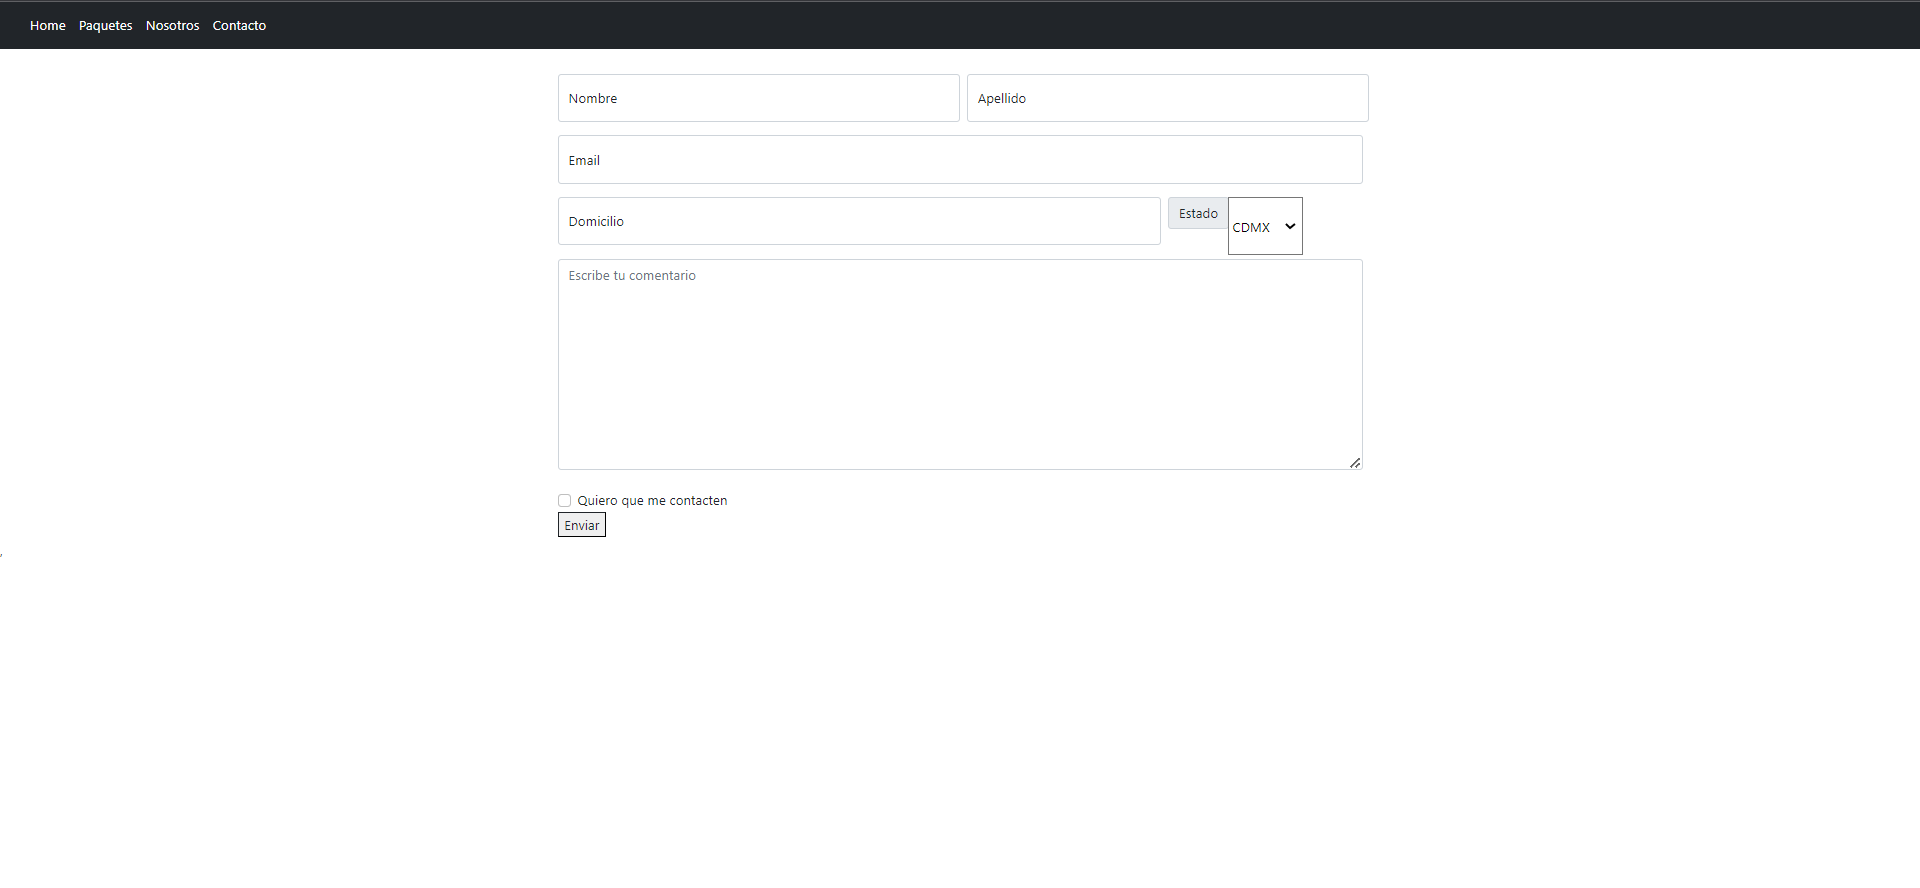 Home Paquetes Nosotros Contacto
Nombre Apellido
Email
Domicilio Estado CDMX
Escribe tu comentario
Quiero que me contacten
Enviar
,